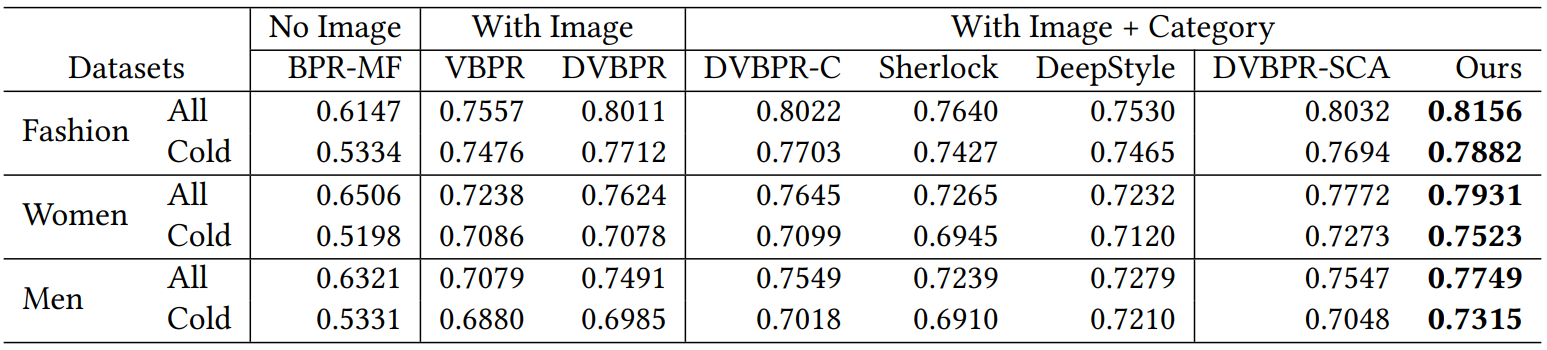 No Image With Image With Image + Category
Datasets BPR-MF VBPR DVBPR DVBPR-C Sherlock DeepStyle DVBPR-SCA Ours
Fashion All 0.6147 0.7557 0.8011 0.8022 0.7640 0.7530 0.8032 0.8156
Cold 0.5334 0.7476 0.7712 0.7703 0.7427 0.7465 0.7694 0.7882
Women All 0.6506 0.7238 0.7624 0.7645 0.7265 0.7232 0.7772 0.7931
Cold 0.5198 0.7086 0.7078 0.7099 0.6945 0.7120 0.7273 0.7523
Men All 0.6321 0.7079 0.7491 0.7549 0.7239 0.7279 0.7547 0.7749
Cold 0.5331 0.6880 0.6985 0.7018 0.6910 0.7210 0.7048 0.7315